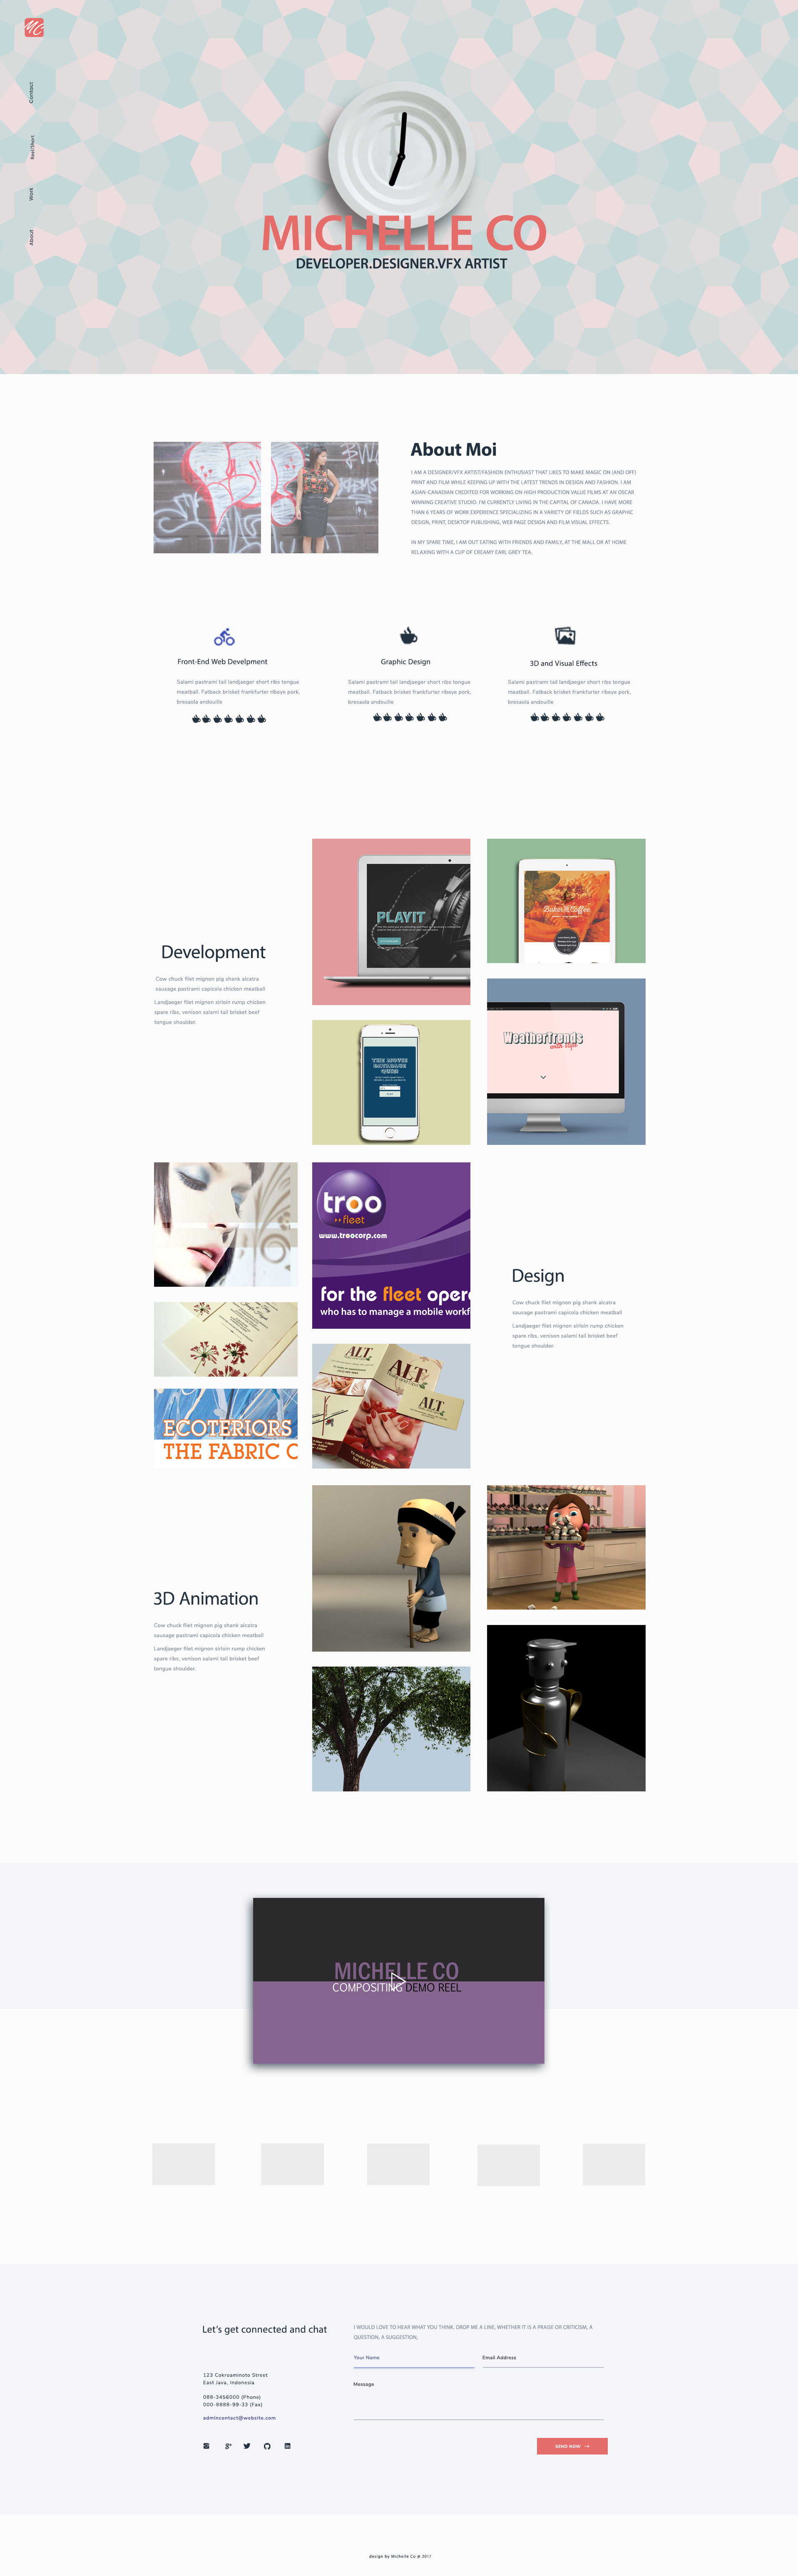 MC
Contact
Reel/Short
Work
About
MICHELLE CO
DEVELOPER.DESIGNER.VFX ARTIST
About Moi
I AM A DESIGNER/VFX ARTIST/FASHION ENTHUSIAST THAT LIKES TO MAKE MAGIC ON (AND OFF)
PRINT AND FILM WHILE KEEPING UP WITH THE LATEST TRENDS IN DESIGN AND FASHION. I AM
ASIAN-CANADIAN CREDITED FOR WORKING ON HIGH PRODUCTION VALUE FILMS AT AN OSCAR
WINNING CREATIVE STUDIO. I'M CURRENTLY LIVING IN THE CAPITAL OF CANADA. I HAVE MORE
THAN 6 YEARS OF WORK EXPERIENCE SPECIALIZING IN A VARIETY OF FIELDS SUCH AS GRAPHIC
DESIGN, PRINT, DESKTOP PUBLISHING, WEB PAGE DESIGN AND FILM VISUAL EFFECTS.
IN MY SPARE TIME, I AM OUT EATING WITH FRIENDS AND FAMILY, AT THE MALL OR AT HOME
RELAXING WITH A CUP OF CREAMY EARL GREY TEA.
Front-End Web Develpment
Salami pastrami tail landjaeger short ribs tongue
meatball. Fatback brisket frankfurter ribeye pork,
bresaola andouille
Graphic Design
Salami pastrami tail landjaeger short ribs tongue
meatball. Fatback brisket frankfurter ribeye pork,
bresaola andouille
3D and Visual Effects
Salami pastrami tail landjaeger short ribs tongue
meatball. Fatback brisket frankfurter ribeye pork,
bresaola andouille
Development
Cow chuck filet mignon pig shank alcatra
sausage pastrami capicola chicken meatball
Landjaeger filet mignon sirloin rump chicken
spare ribs, venison salami tail brisket beef
tongue shoulder.
PLAYIT
Baker Coffee
THE MOVIE
DATABASE
QUIZ
WeatherTrends
with style
troo
fleet
www.troocorp.com
for the fleet opera
who has to manage a mobile workf
ECOTERIORS
THE FABRIC C
ALT.
ALT.
ALT.
Design
Cow chuck filet mignon pig shank alcatra
sausage pastrami capicola chicken meatball
Landjaeger filet mignon sirloin rump chicken
spare ribs, venison salami tail brisket beef
tongue shoulder.
3D Animation
Cow chuck filet mignon pig shank alcatra
sausage pastrami capicola chicken meatball
Landjaeger filet mignon sirloin rump chicken
spare ribs, venison salami tail brisket beef
tongue shoulder.
MICHELLE CO
COMPOSITING DEMO REEL
Let's get connected and chat
123 Cokroaminoto Street
East Java, Indonesia
088-3456000 (Phone)
000-8888-99-33 (Fax)
admincontact@website.com
I WOULD LOVE TO HEAR WHAT YOU THINK. DROP ME A LINE, WHETHER IT IS A PRAISE OR CRITICISM, A
QUESTION, A SUGGESTION,
Your Name
Email Address
Message
SEND NOW
design by Michelle Co @ 2017